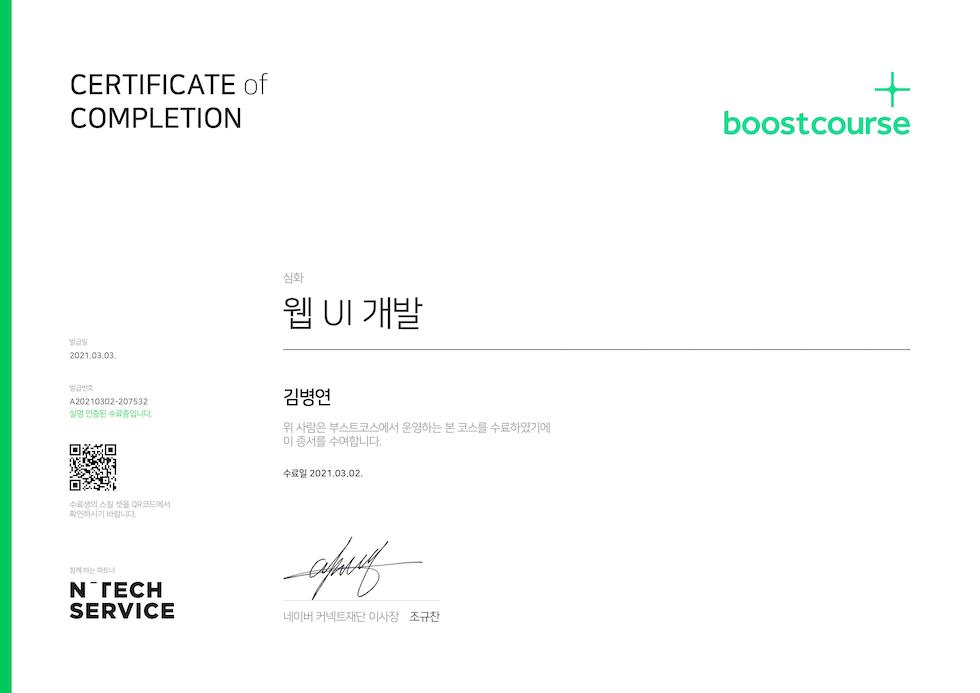 CERTIFICATE of
COMPLETION
boostcourse
심화
웹 UI 개발
발급일
2021.03.03.
발급번호
A20210302-207532
실명 인증된 수료증입니다.
수료생의 스킬 셋을 QR코드에서
확인하시기 바랍니다.
함께 하는 파트너
N TECH
SERVICE
김병연
위 사람은 부스트코스에서 운영하는 본 코스를 수료하였기에
이 증서를 수여합니다.
수료일 2021.03.02.
네이버 커넥트재단 이사장 조규찬